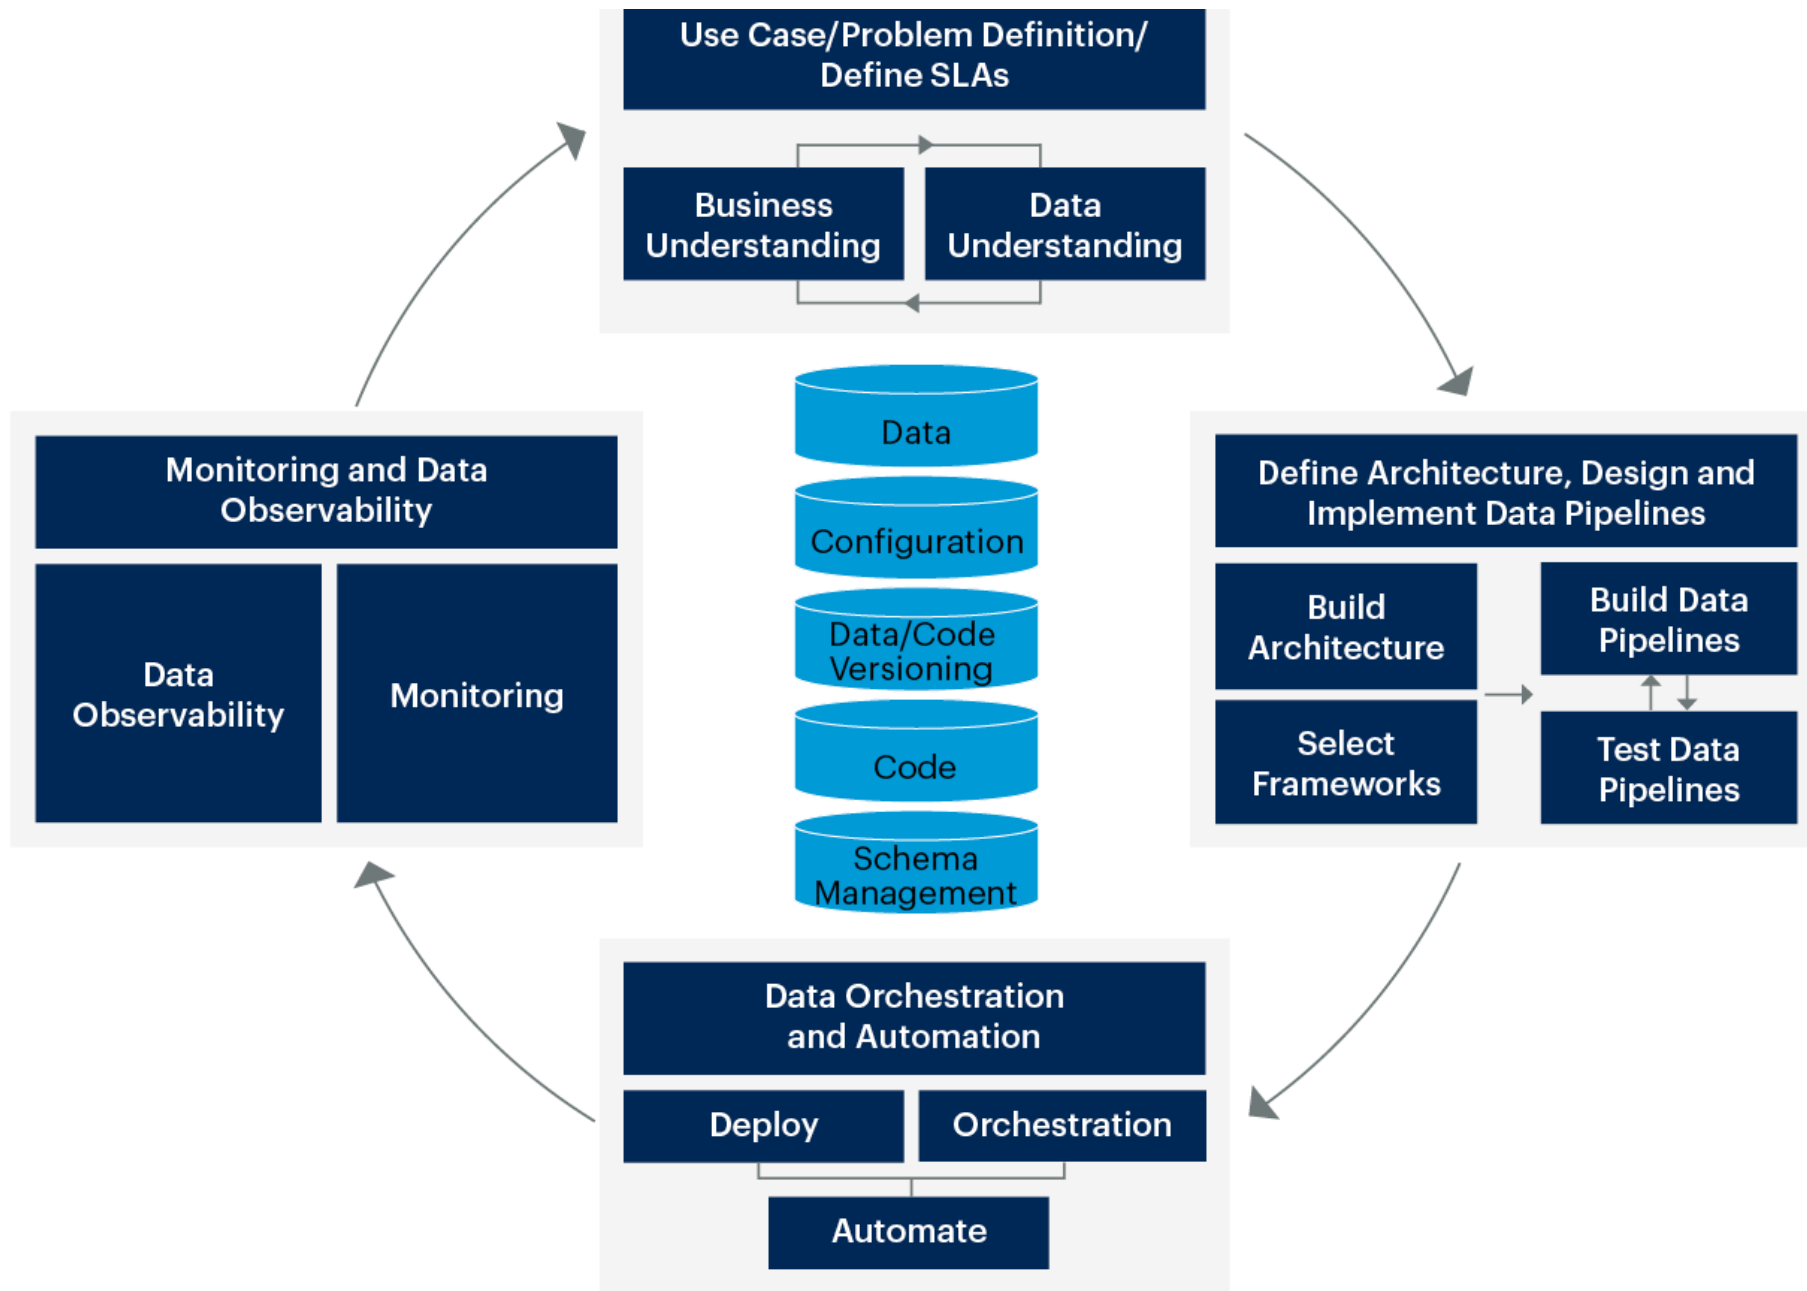 Use Case/Problem Definition/
Define SLAs
Business
Understanding
Data
Understanding
Data
Configuration
Data/Code
Versioning
Code
Schema
Management
Monitoring and Data
Observability
Data
Observability
Monitoring
Define Architecture, Design and
Implement Data Pipelines
Build
Architecture
Select
Frameworks
Build Data
Pipelines
Test Data
Pipelines
Data Orchestration
and Automation
Deploy
Orchestration
Automate